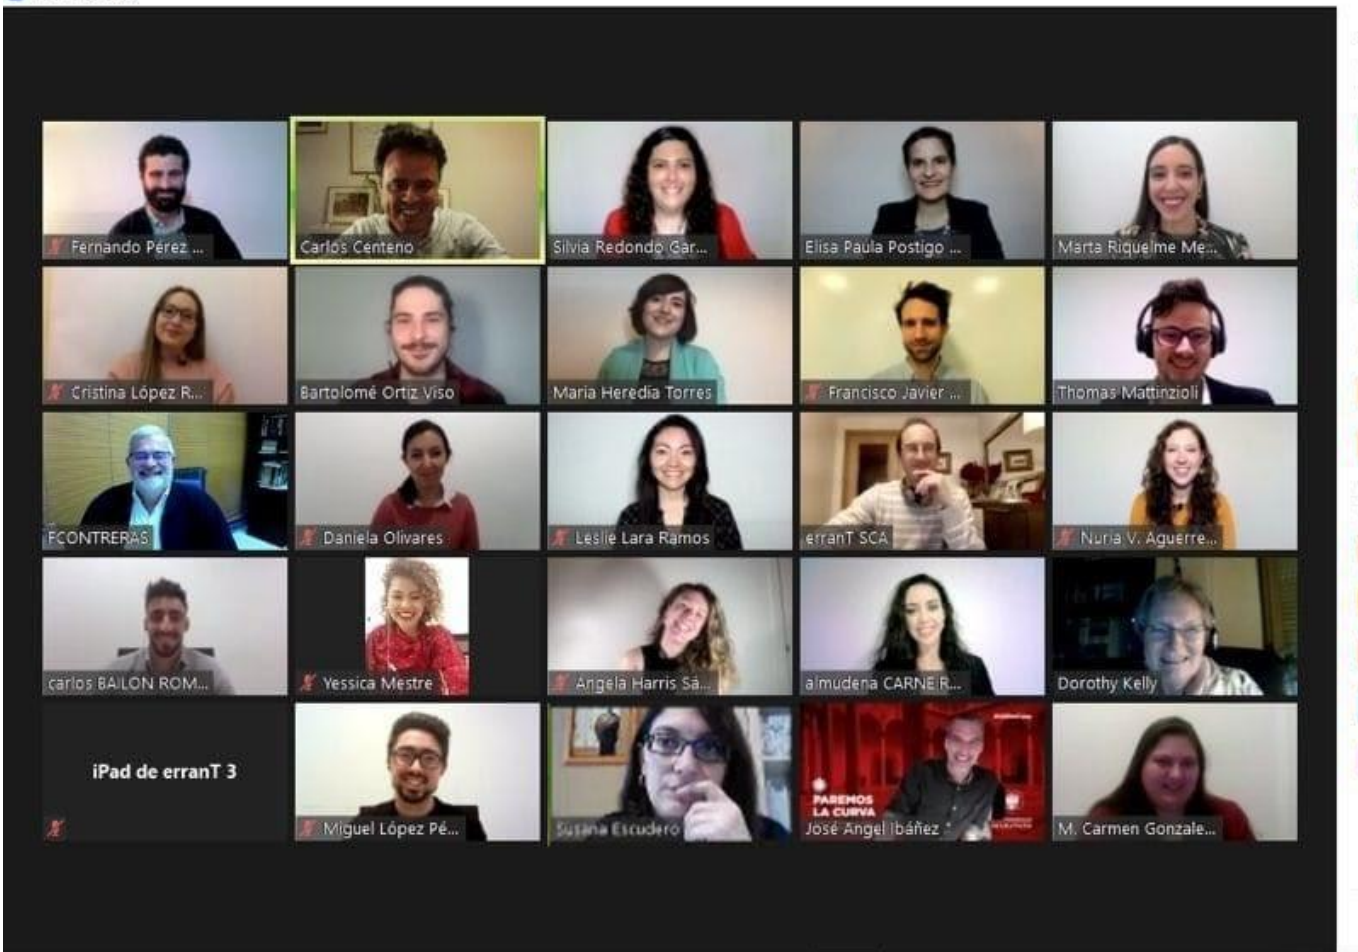 Fernando Pérez ...
Carlos Centeno
Silvia Redondo Gar...
Elisa Paula Postigo ...
Marta Riquelme Me...
Cristina López R...
Bartolomé Ortiz Viso
Maria Heredia Torres
Francisco Javier ...
Thomas Mattinzioli
FCONTRERAS
Daniela Olivares
Leslie Lara Ramos
erranT SCA
Nuria V. Aguerre...
carlos BAILON ROM...
Yessica Mestre
Angela Harris Sá...
almudena CARNE R...
Dorothy Kelly
iPad de erranT 3
Miguel López Pé...
Susana Escudero
PAREMOS
LA CURVA
José Angel Ibáñez
M. Carmen Gonzale...